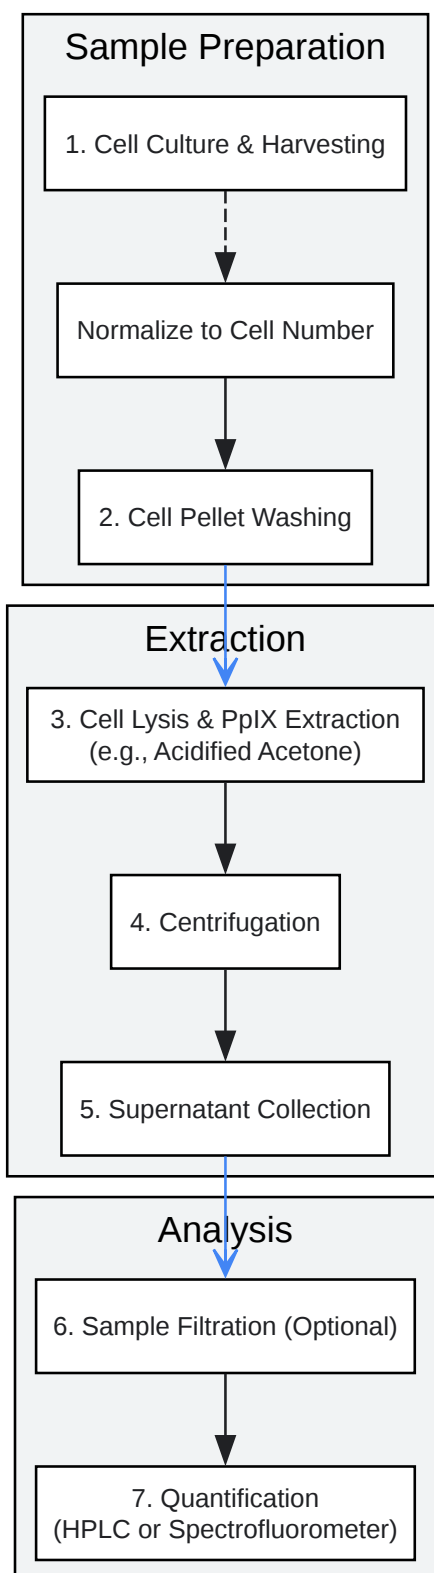 Sample Preparation
1. Cell Culture & Harvesting
Normalize to Cell Number
2. Cell Pellet Washing
Extraction
3. Cell Lysis & PpIX Extraction
(e.g., Acidified Acetone)
4. Centrifugation
5. Supernatant Collection
Analysis
6. Sample Filtration (Optional)
7. Quantification
(HPLC or Spectrofluorometer)